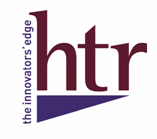 htr
the innovators' edge